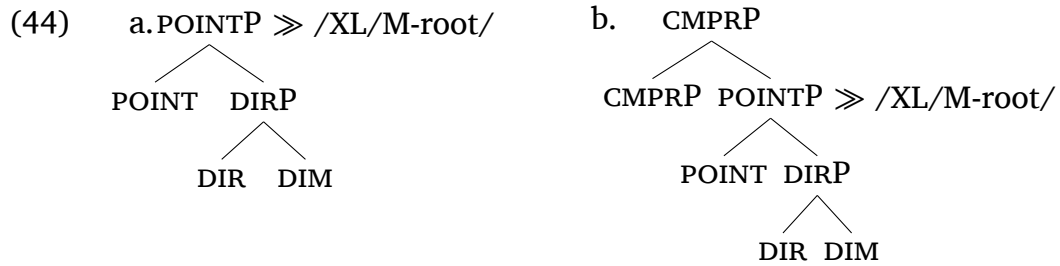 (44) a. POINTP ≫ /XL/M-root/ b. CMPRP
POINT DIRP CMPRP POINTP ≫ /XL/M-root/
DIR DIM POINT DIRP
DIR DIM